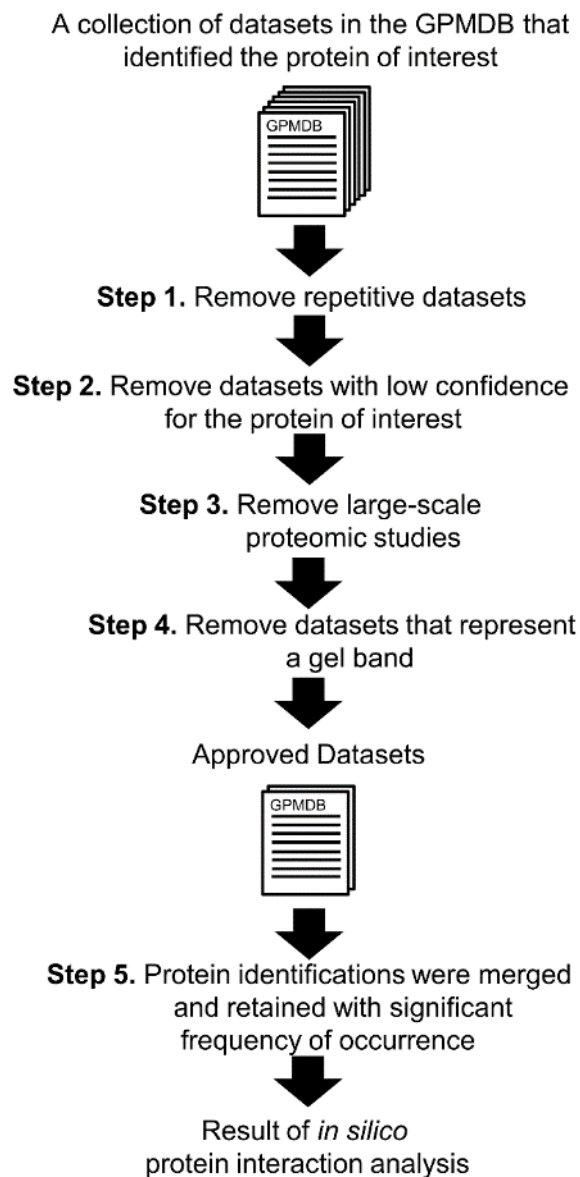 A collection of datasets in the GPMDB that
identified the protein of interest
GPMDB
Step 1. Remove repetitive datasets
Step 2. Remove datasets with low confidence
for the protein of interest
Step 3. Remove large-scale
proteomic studies
Step 4. Remove datasets that represent
a gel band
Approved Datasets
GPMDB
Step 5. Protein identifications were merged
and retained with significant
frequency of occurrence
Result of in silico
protein interaction analysis